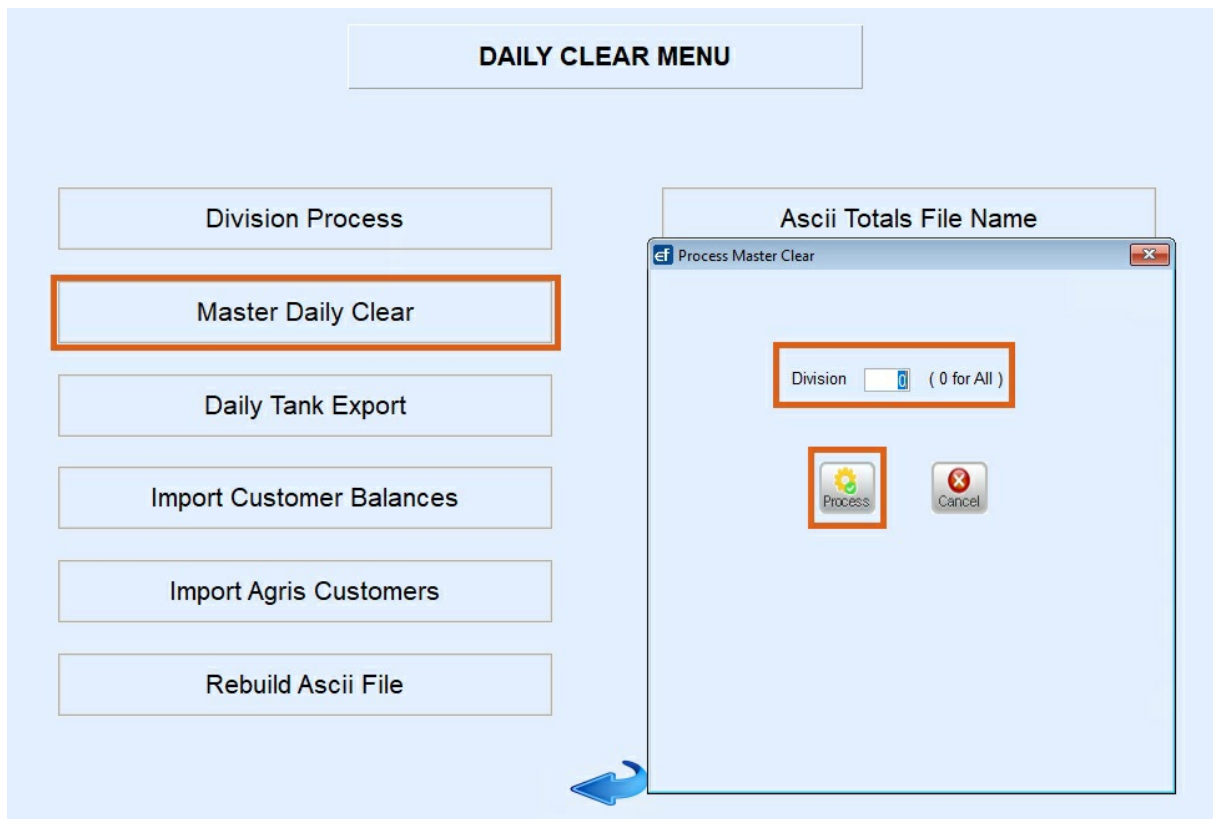 DAILY CLEAR MENU
Division Process
Master Daily Clear
Daily Tank Export
Import Customer Balances
Import Agris Customers
Rebuild Ascii File
Ascii Totals File Name
ef Process Master Clear
Division 0 ( 0 for All )
Process Cancel